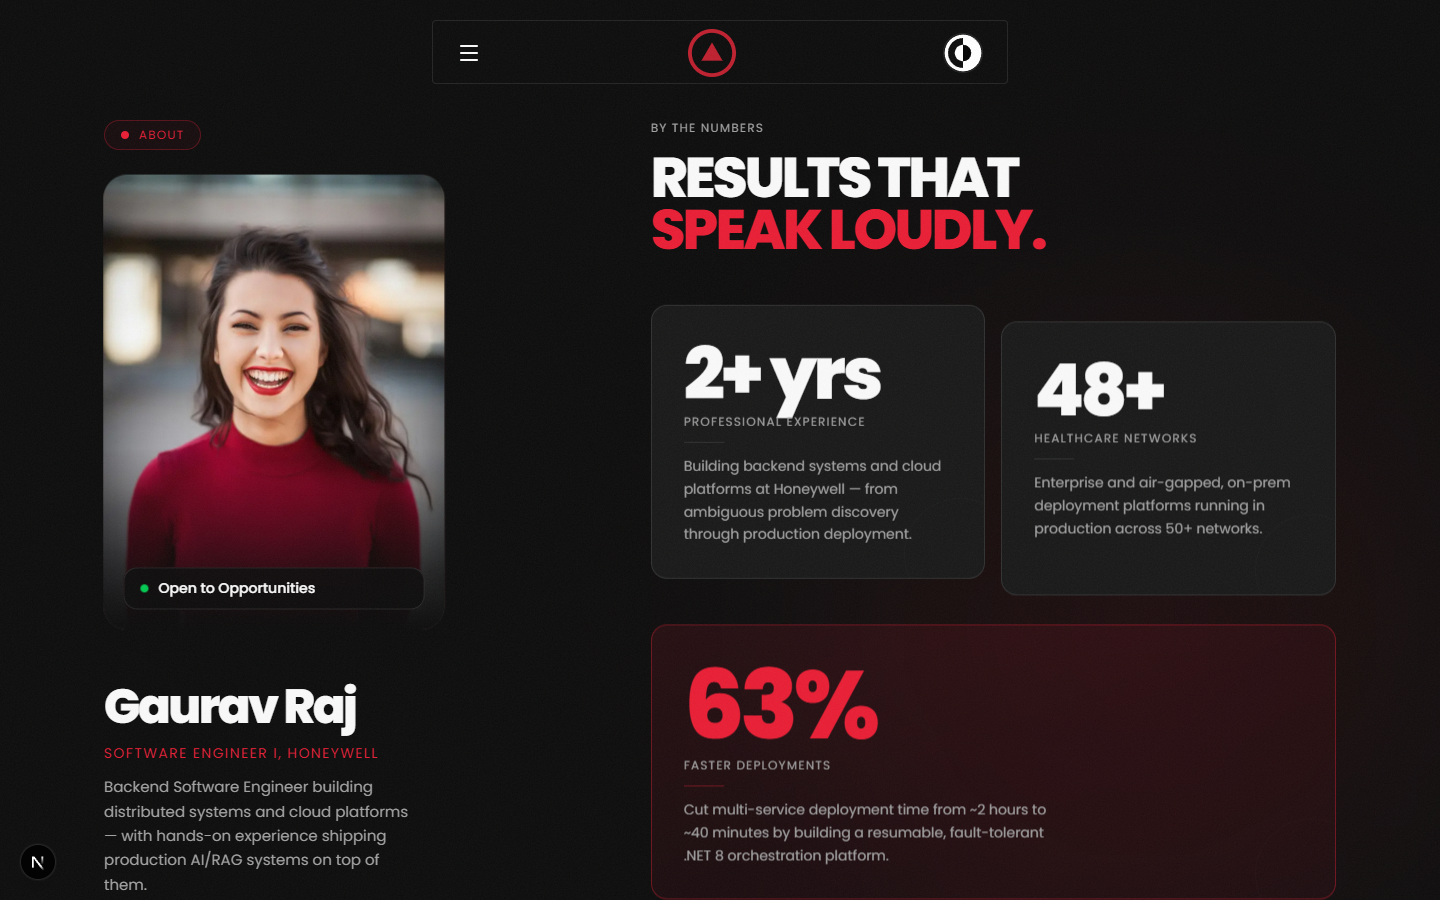 ABOUT
Open to Opportunities
Gaurav Raj
SOFTWARE ENGINEER I, HONEYWELL
Backend Software Engineer building
distributed systems and cloud platforms
— with hands-on experience shipping
production AI/RAG systems on top of
them.
N
BY THE NUMBERS
RESULTS THAT
SPEAK LOUDLY.
2+ yrs
PROFESSIONAL EXPERIENCE
Building backend systems and cloud
platforms at Honeywell — from
ambiguous problem discovery
through production deployment.
48+
HEALTHCARE NETWORKS
Enterprise and air-gapped, on-prem
deployment platforms running in
production across 50+ networks.
63%
FASTER DEPLOYMENTS
Cut multi-service deployment time from ~2 hours to
~40 minutes by building a resumable, fault-tolerant
.NET 8 orchestration platform.